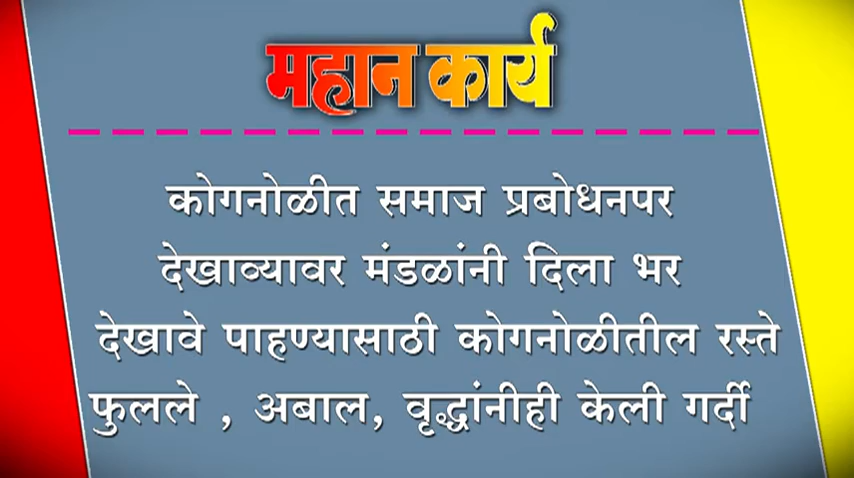 महान कार्य
कोगनोळीत समाज प्रबोधनपर
देखाव्यावर मंडळांनी दिला भर
देखावे पाहण्यासाठी कोगनोळीतील रस्ते
फुलले , अबाल, वृद्धांनीही केली गर्दी